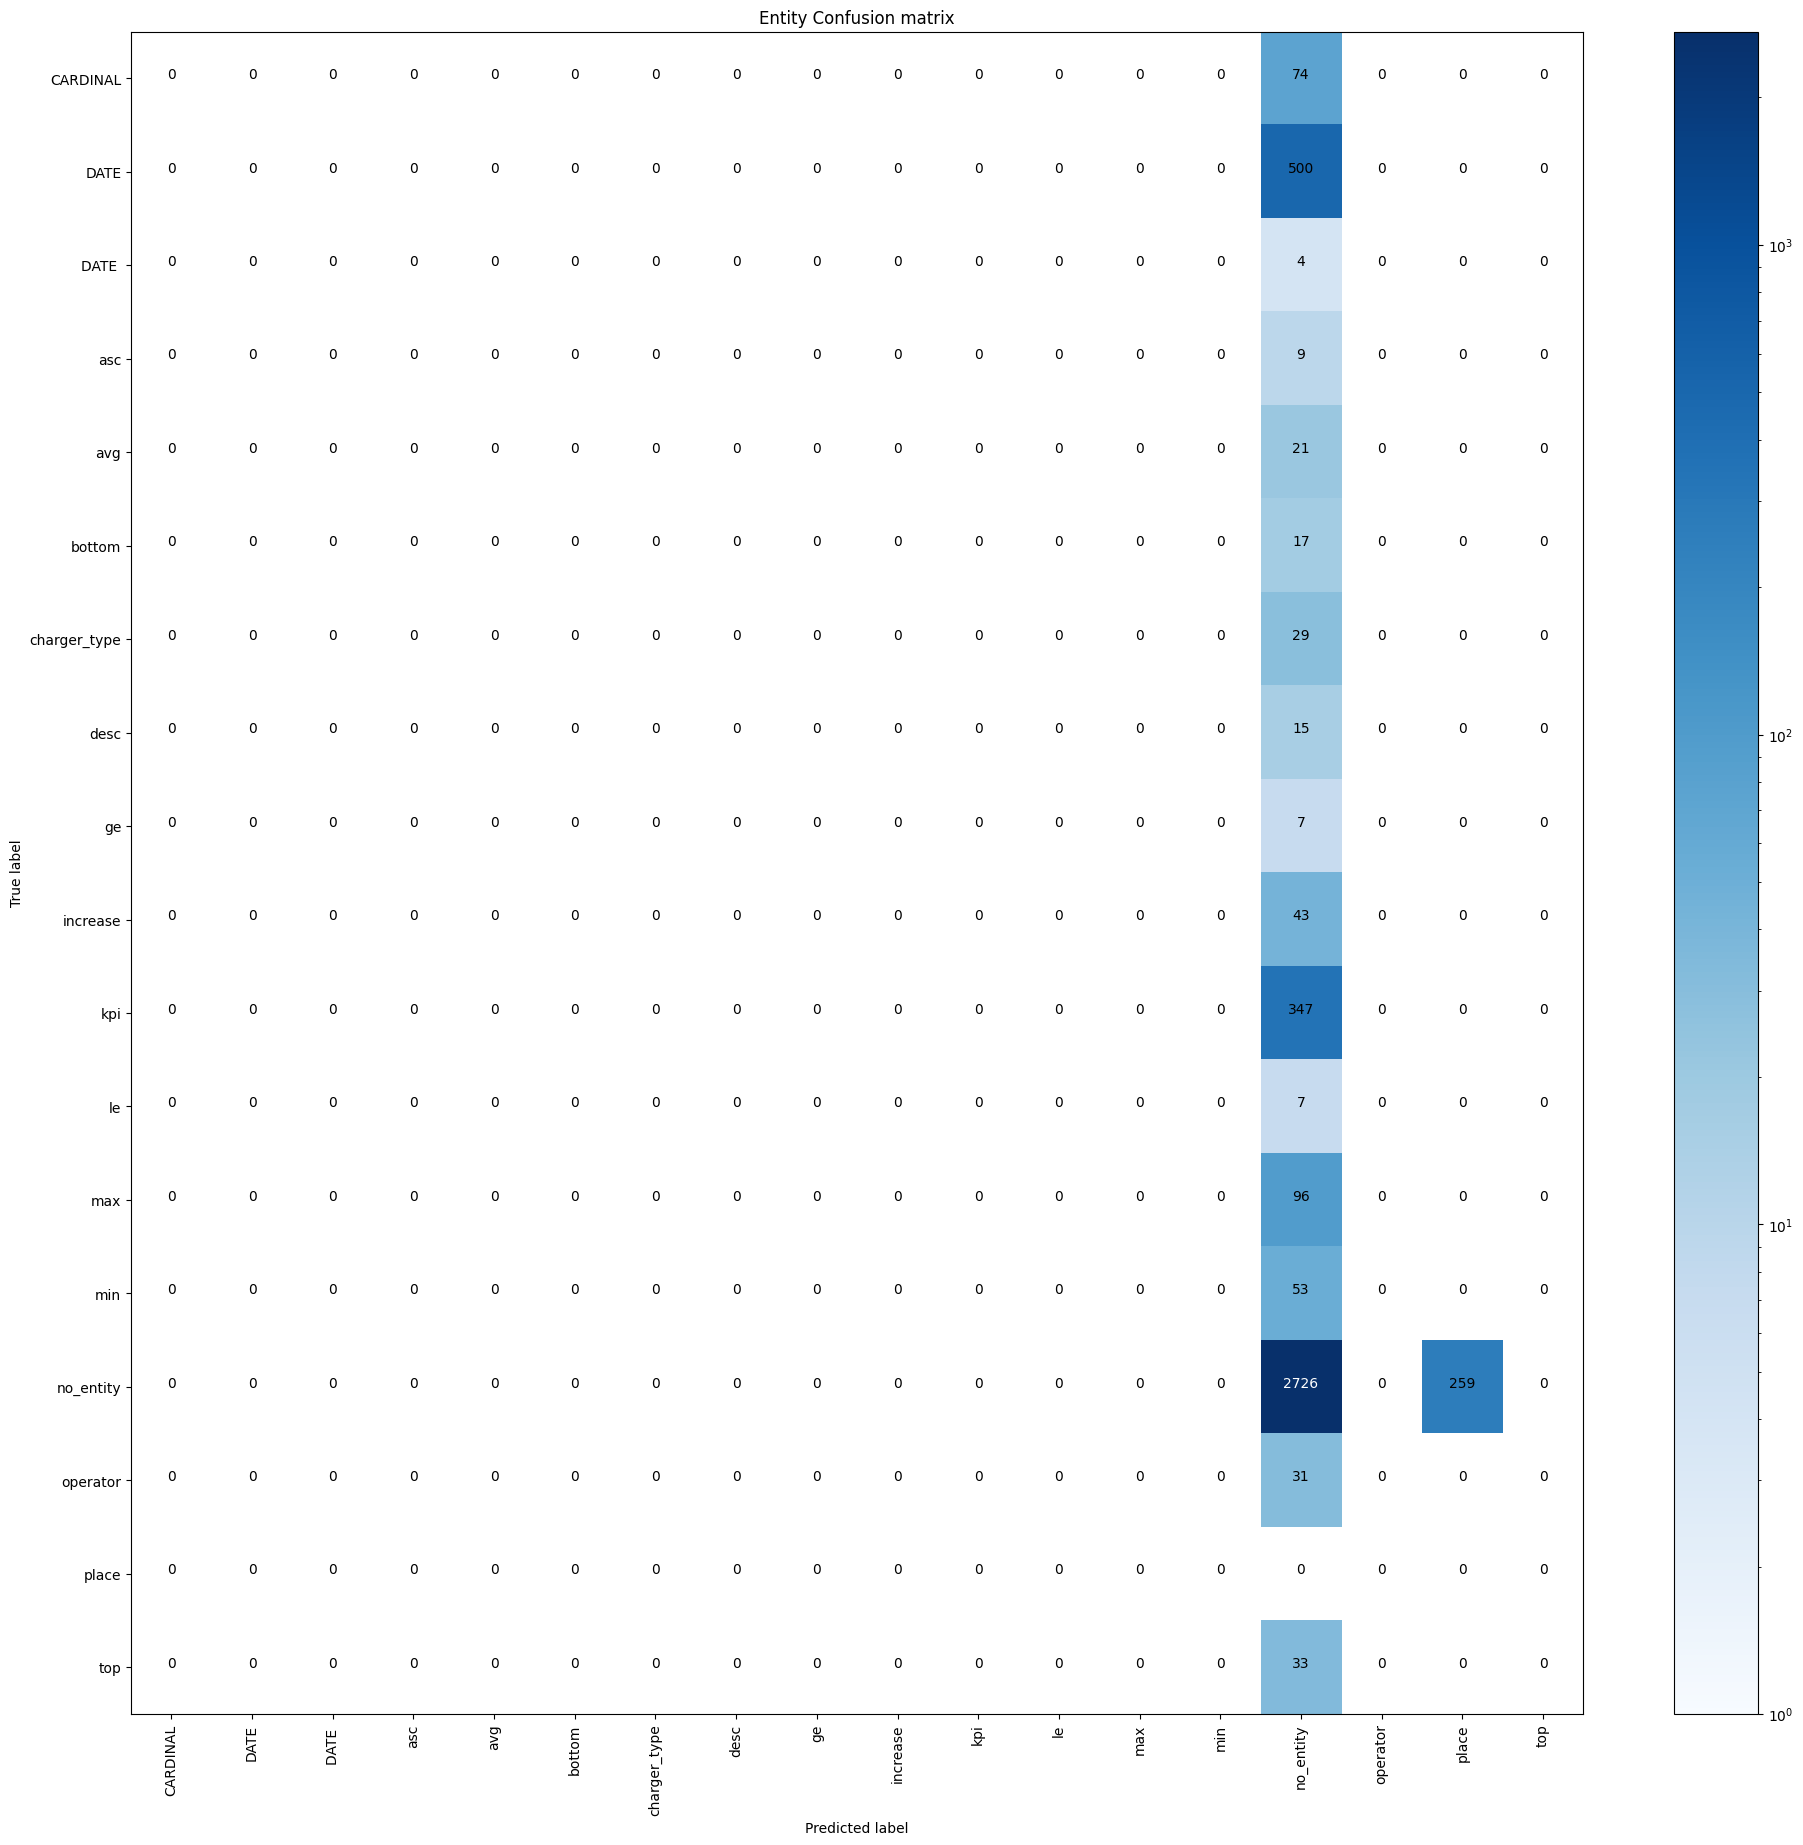 Entity Confusion matrix
CARDINAL 0 0 0 0 0 0 0 0 0 0 0 0 0 0 74 0 0 0
DATE 0 0 0 0 0 0 0 0 0 0 0 0 0 0 500 0 0 0
DATE 0 0 0 0 0 0 0 0 0 0 0 0 0 0 4 0 0 0
asc 0 0 0 0 0 0 0 0 0 0 0 0 0 0 9 0 0 0
avg 0 0 0 0 0 0 0 0 0 0 0 0 0 0 21 0 0 0
bottom 0 0 0 0 0 0 0 0 0 0 0 0 0 0 17 0 0 0
charger_type 0 0 0 0 0 0 0 0 0 0 0 0 0 0 29 0 0 0
desc 0 0 0 0 0 0 0 0 0 0 0 0 0 0 15 0 0 0
ge 0 0 0 0 0 0 0 0 0 0 0 0 0 0 7 0 0 0
increase 0 0 0 0 0 0 0 0 0 0 0 0 0 0 43 0 0 0
kpi 0 0 0 0 0 0 0 0 0 0 0 0 0 0 347 0 0 0
le 0 0 0 0 0 0 0 0 0 0 0 0 0 0 7 0 0 0
max 0 0 0 0 0 0 0 0 0 0 0 0 0 0 96 0 0 0
min 0 0 0 0 0 0 0 0 0 0 0 0 0 0 53 0 0 0
no_entity 0 0 0 0 0 0 0 0 0 0 0 0 0 0 2726 0 259 0
operator 0 0 0 0 0 0 0 0 0 0 0 0 0 0 31 0 0 0
place 0 0 0 0 0 0 0 0 0 0 0 0 0 0 0 0 0 0
top 0 0 0 0 0 0 0 0 0 0 0 0 0 0 33 0 0 0
True label
CARDINAL DATE DATE asc avg bottom charger_type desc ge increase kpi le max min no_entity operator place top
Predicted label
10³
10²
10¹
10⁰